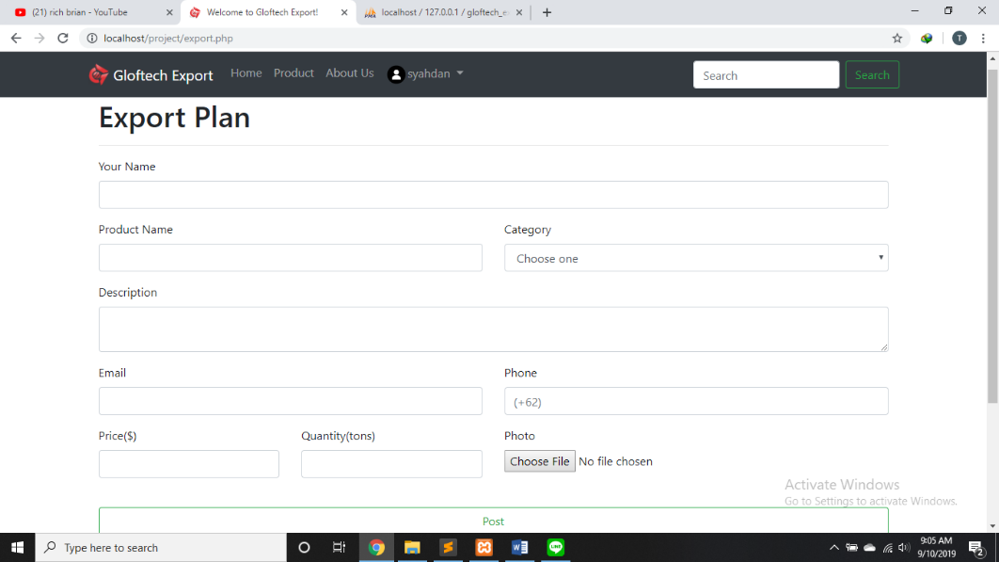 (21) rich brian - YouTube
Welcome to Gloftech Export!
localhost / 127.0.0.1 / gloftech_e
localhost/project/export.php
T
Gloftech Export
Home
Product
About Us
syahdan
Search
Search
Export Plan
Your Name
Product Name
Category
Choose one
Description
Email
Phone
(+62)
Price($)
Quantity(tons)
Photo
Choose File No file chosen
Activate Windows
Go to Settings to activate Windows.
Post
Type here to search
9:05 AM
9/10/2019
2